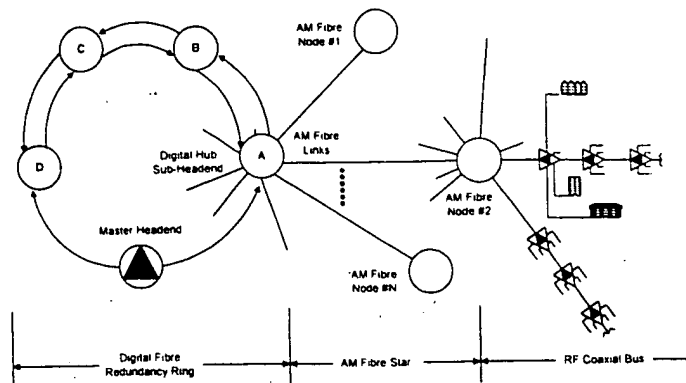 C
B
D
A
Digital Hub
Sub-Headend
Master Headend
AM Fibre
Node #1
AM Fibre
Links
AM Fibre
Node #2
AM Fibre
Node #N
Digital Fibre
Redundancy Ring
AM Fibre Star
RF Coaxial Bus